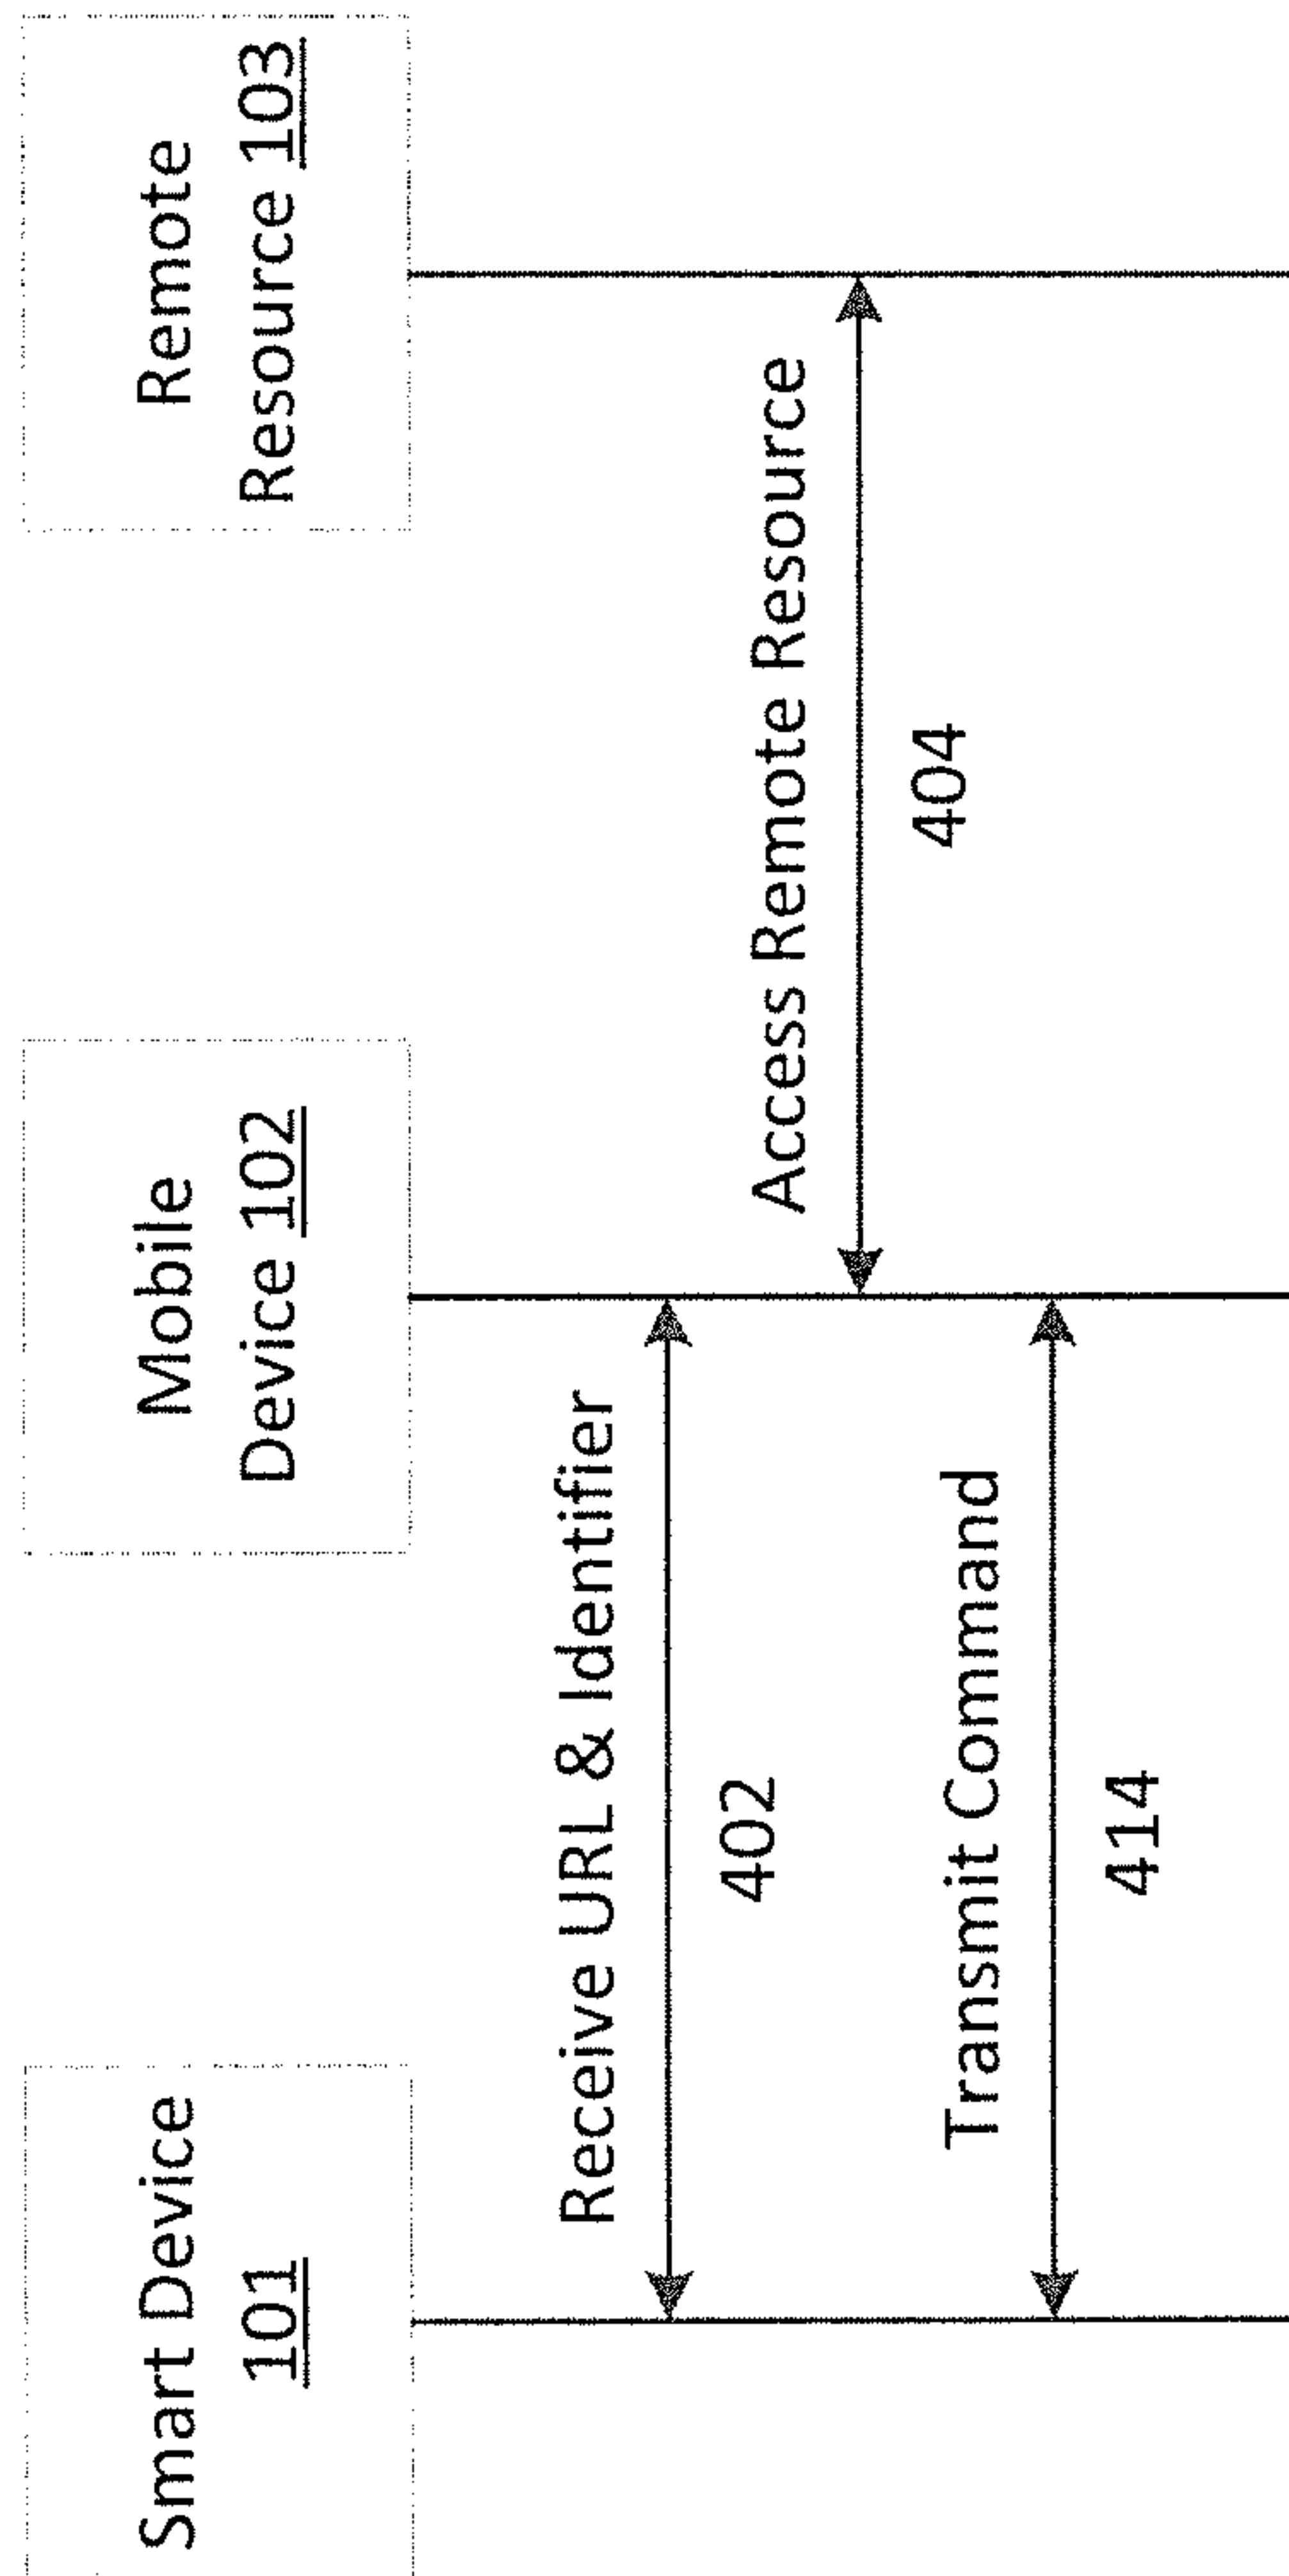 Smart Device
101
Mobile
Device 102
Remote
Resource 103
Receive URL & Identifier
402
Access Remote Resource
404
Transmit Command
414